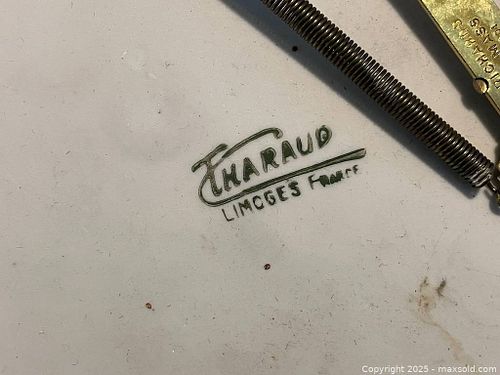 CHARAUD
LIMOGES FRANCE
Copyright 2025 - maxsold.com